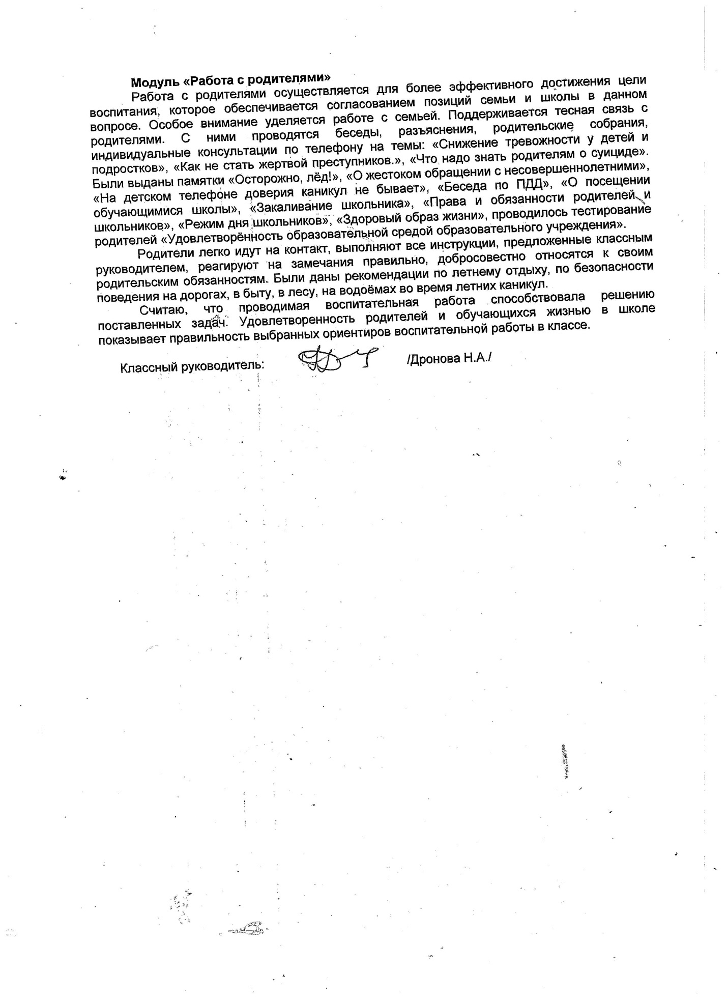 Модуль «Работа с родителями»
Работа с родителями осуществляется для более эффективного достижения цели
воспитания, которое обеспечивается согласованием позиций семьи и школы в данном
вопросе. Особое внимание уделяется работе с семьей. Поддерживается тесная связь с
родителями. С ними проводятся беседы, разъяснения, родительские собрания,
индивидуальные консультации по телефону на темы: «Снижение тревожности у детей и
подростков», «Как не стать жертвой преступников.», «Что надо знать родителям о суициде».
Были выданы памятки «Осторожно, лёд!», «О жестоком обращении с несовершеннолетними»,
«На детском телефоне доверия каникул не бывает», «Беседа по ПДД», «О посещении
обучающимися школы», «Закаливание школьника», «Права и обязанности родителей и
школьников», «Режим дня школьников», «Здоровый образ жизни», проводилось тестирование
родителей «Удовлетворённость образовательной средой образовательного учреждения».
Родители легко идут на контакт, выполняют все инструкции, предложенные классным
руководителем, реагируют на замечания правильно, добросовестно относятся к своим
родительским обязанностям. Были даны рекомендации по летнему отдыху, по безопасности
поведения на дорогах, в быту, в лесу, на водоёмах во время летних каникул.
Считаю, что проводимая воспитательная работа способствовала решению
поставленных задач. Удовлетворенность родителей и обучающихся жизнью в школе
показывает правильность выбранных ориентиров воспитательной работы в классе.
Классный руководитель: /Дронова Н.А./